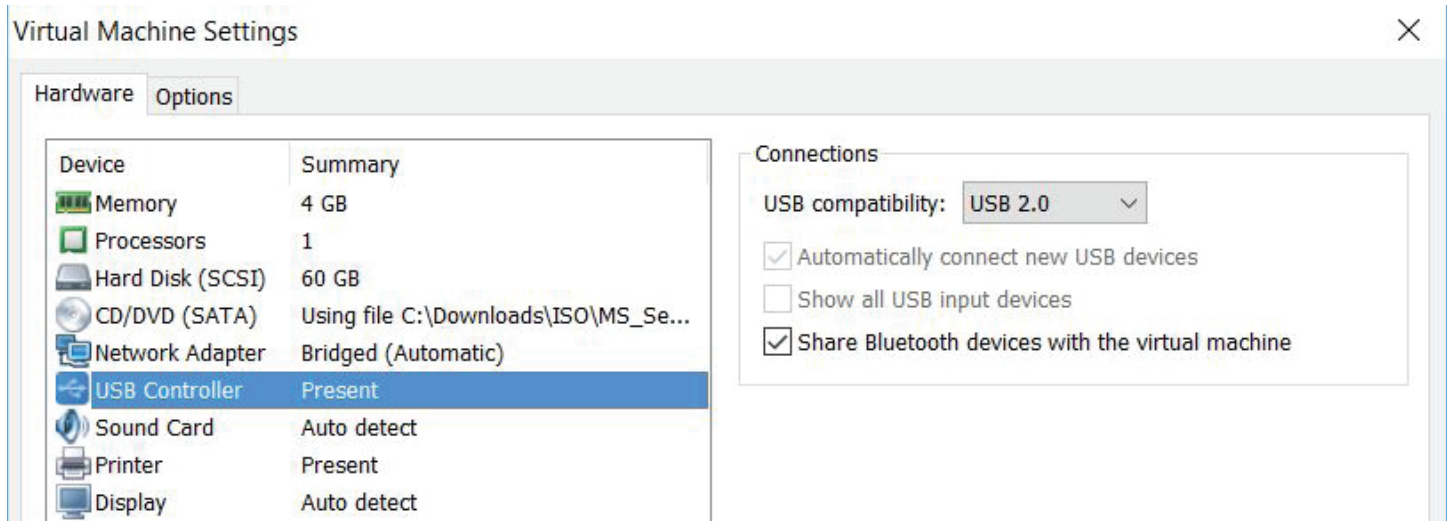 Virtual Machine Settings
Hardware Options
Device Summary
Memory 4 GB
Processors 1
Hard Disk (SCSI) 60 GB
CD/DVD (SATA) Using file C:\Downloads\ISO\MS_Se...
Network Adapter Bridged (Automatic)
USB Controller Present
Sound Card Auto detect
Printer Present
Display Auto detect
Connections
USB compatibility: USB 2.0
Automatically connect new USB devices
Show all USB input devices
Share Bluetooth devices with the virtual machine